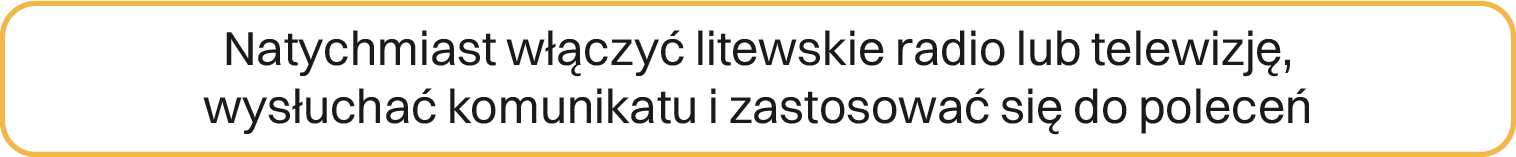 Natychmiast włączyć litewskie radio lub telewizję,
wysłuchać komunikatu i zastosować się do poleceń